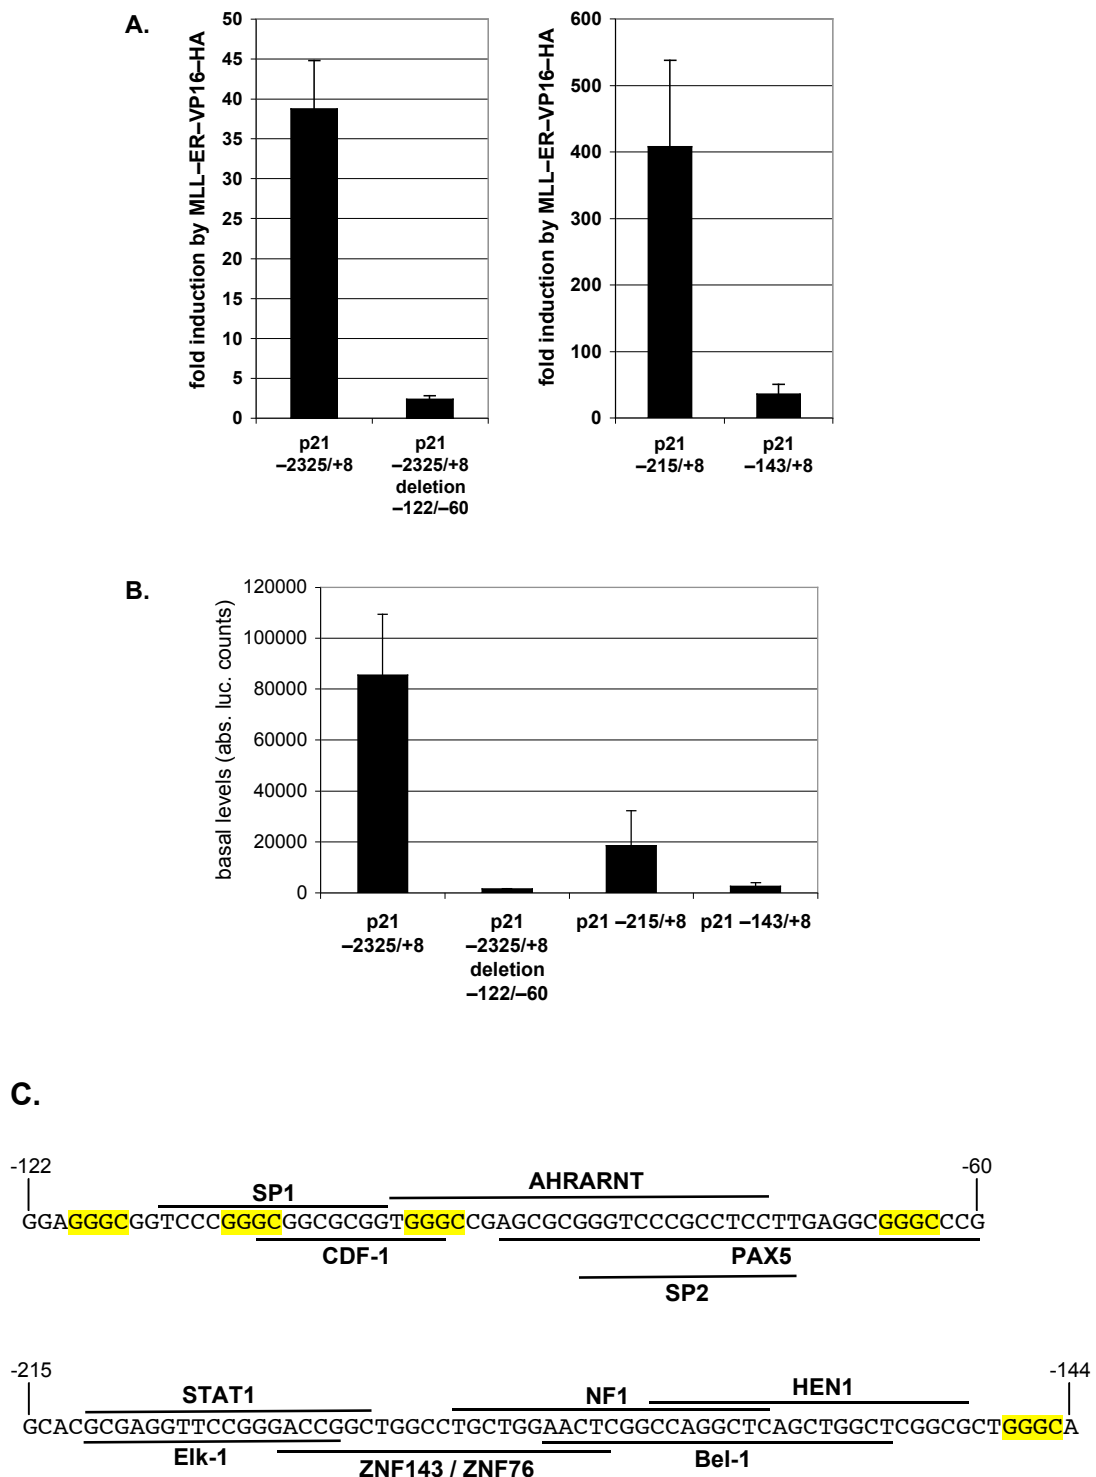 A.
fold induction by MLL–ER–VP16–HA
50
45
40
35
30
25
20
15
10
5
0
p21
–2325/+8
p21
–2325/+8
deletion
–122/–60
fold induction by MLL–ER–VP16–HA
600
500
400
300
200
100
0
p21
–215/+8
p21
–143/+8
B.
basal levels (abs. luc. counts)
120000
100000
80000
60000
40000
20000
0
p21
–2325/+8
p21
–2325/+8
deletion
–122/–60
p21 –215/+8
p21 –143/+8
C.
-122
-60
SP1
AHRARNT
GGAGGGCGGTCCCGGGCGGCGCGGTGGGCCGAGCGCGGGTCCCGCCTCCTTGAGGCGGGCCCG
CDF-1
PAX5
SP2
-215
-144
STAT1
NF1
HEN1
GCACGCGAGGTTCCGGGACCGGCTGGCCTGCTGGAACTCGGCCAGGCTCAGCTGGCTCGGCGCTGGGCA
Elk-1
ZNF143 / ZNF76
Bel-1